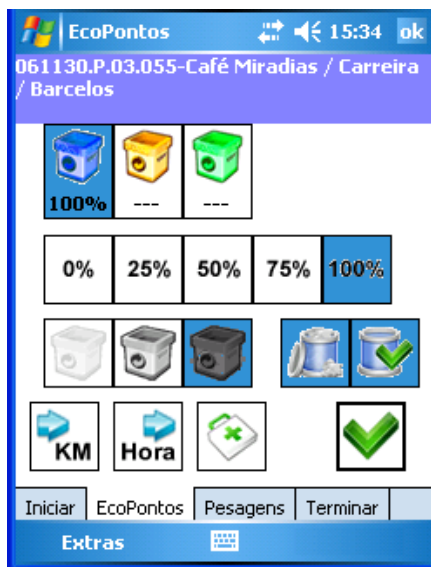 EcoPontos 15:34 ok
061130.P.03.055-Café Miradias / Carreira
/ Barcelos
100% --- ---
0% 25% 50% 75% 100%
KM Hora
Iniciar EcoPontos Pesagens Terminar
Extras